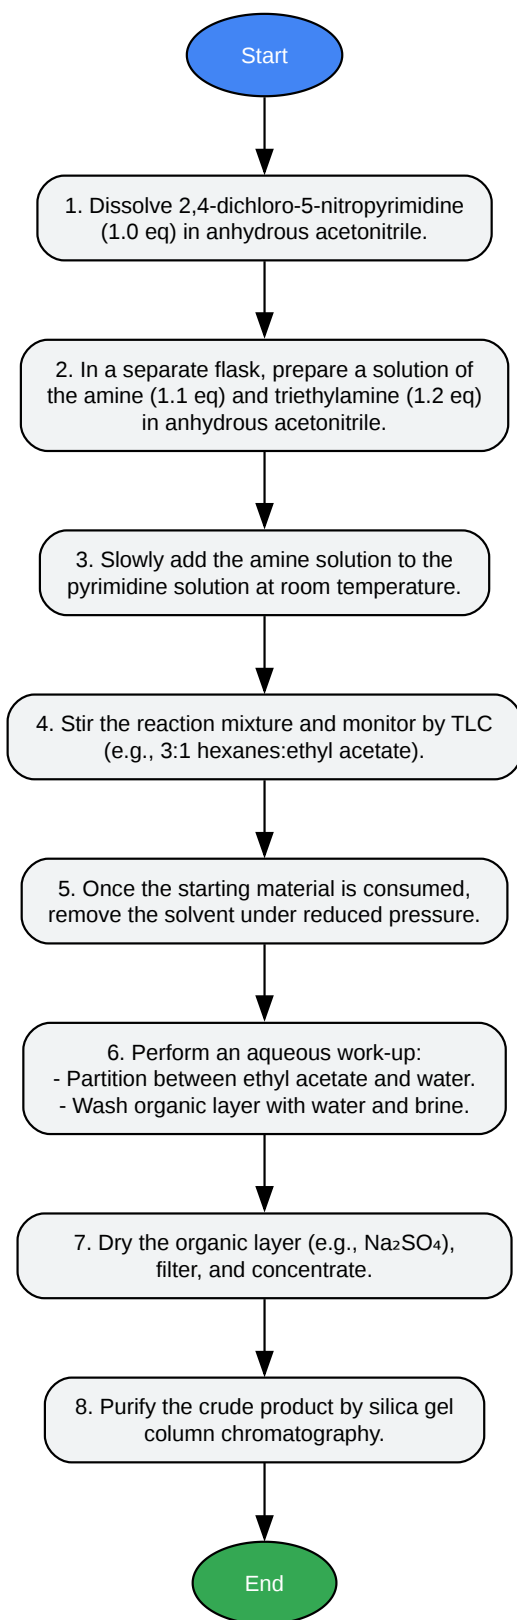 Start
1. Dissolve 2,4-dichloro-5-nitropyrimidine
(1.0 eq) in anhydrous acetonitrile.
2. In a separate flask, prepare a solution of
the amine (1.1 eq) and triethylamine (1.2 eq)
in anhydrous acetonitrile.
3. Slowly add the amine solution to the
pyrimidine solution at room temperature.
4. Stir the reaction mixture and monitor by TLC
(e.g., 3:1 hexanes:ethyl acetate).
5. Once the starting material is consumed,
remove the solvent under reduced pressure.
6. Perform an aqueous work-up:
- Partition between ethyl acetate and water.
- Wash organic layer with water and brine.
7. Dry the organic layer (e.g., Na₂SO₄),
filter, and concentrate.
8. Purify the crude product by silica gel
column chromatography.
End